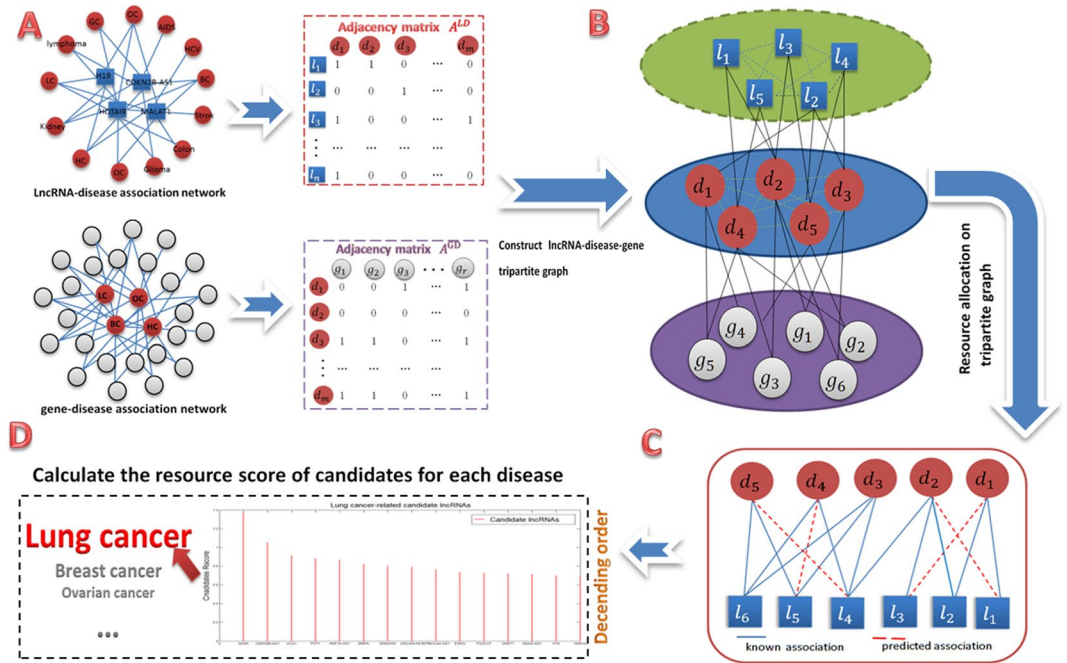 A
OC
GC
AIDS
lymphoma
HCV
H19
CDKN2B-AS1
LC
BC
HOTAIR
MALAT1
Strok
Kidney
Colon
HC
Glioma
OC
LncRNA-disease association network
Adjacency matrix A^LD
d1 d2 d3 dm
l1 1 1 0 ... 0
l2 0 0 1 ... 0
l3 1 0 0 ... 1
⋮ ... ... ... ...
ln 1 0 0 ... 0
LC
OC
BC
HC
gene-disease association network
Adjacency matrix A^GD
g1 g2 g3 ... gr
d1 0 0 1 ... 1
d2 0 0 0 ... 0
d3 1 1 0 ... 1
⋮ ... ... ... ...
dm 1 1 0 ... 1
Construct lncRNA-disease-gene
tripartite graph
B
l1 l3 l4
l5 l2
d1 d2 d3
d4 d5
g4 g1 g2
g5 g3 g6
Resource allocation on
tripartite graph
C
d5 d4 d3 d2 d1
l6 l5 l4 l3 l2 l1
known association
predicted association
D
Calculate the resource score of candidates for each disease
Lung cancer
Breast cancer
Ovarian cancer
...
Lung cancer-related candidate lncRNAs
Candidate lncRNAs
Decending order